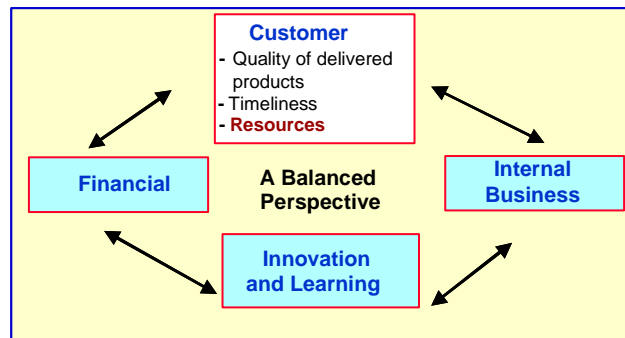 Customer
- Quality of delivered
products
- Timeliness
- Resources
Financial
A Balanced
Perspective
Internal
Business
Innovation
and Learning